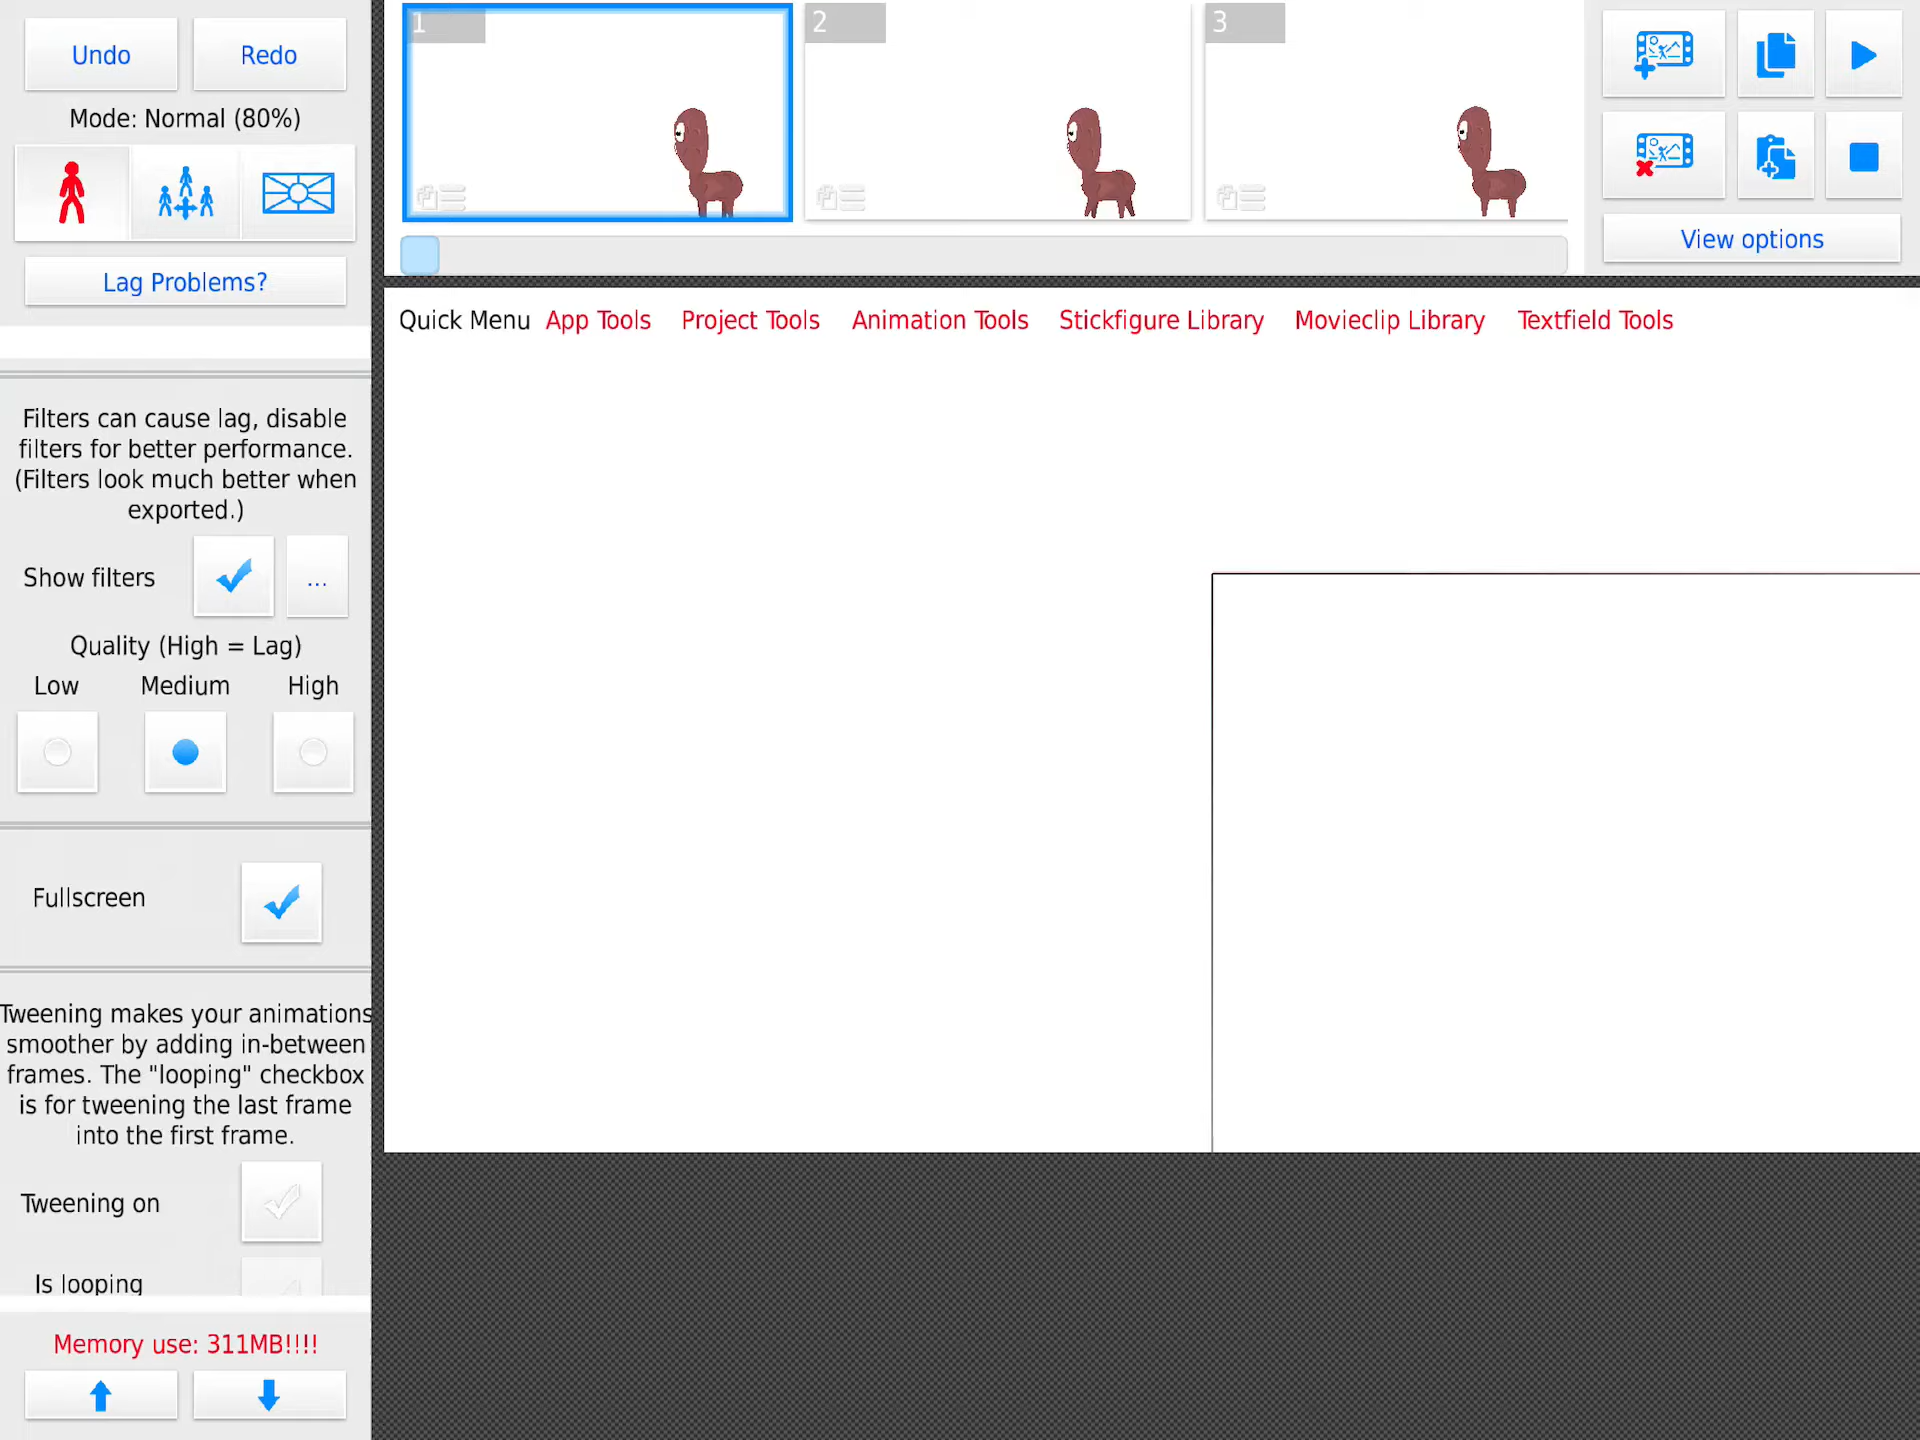 Undo
Redo
Mode: Normal (80%)
Lag Problems?
1
2
3
View options
Quick Menu
App Tools
Project Tools
Animation Tools
Stickfigure Library
Movieclip Library
Textfield Tools
Filters can cause lag, disable
filters for better performance.
(Filters look much better when
exported.)
Show filters
...
Quality (High = Lag)
Low
Medium
High
Fullscreen
Tweening makes your animations
smoother by adding in-between
frames. The "looping" checkbox
is for tweening the last frame
into the first frame.
Tweening on
Is looping
Memory use: 311MB!!!!